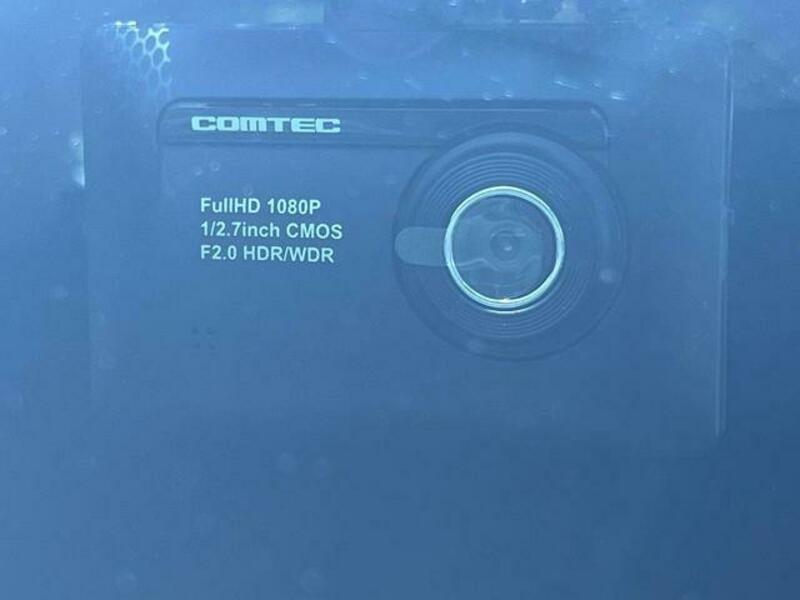 COMTEC
FullHD 1080P
1/2.7inch CMOS
F2.0 HDR/WDR